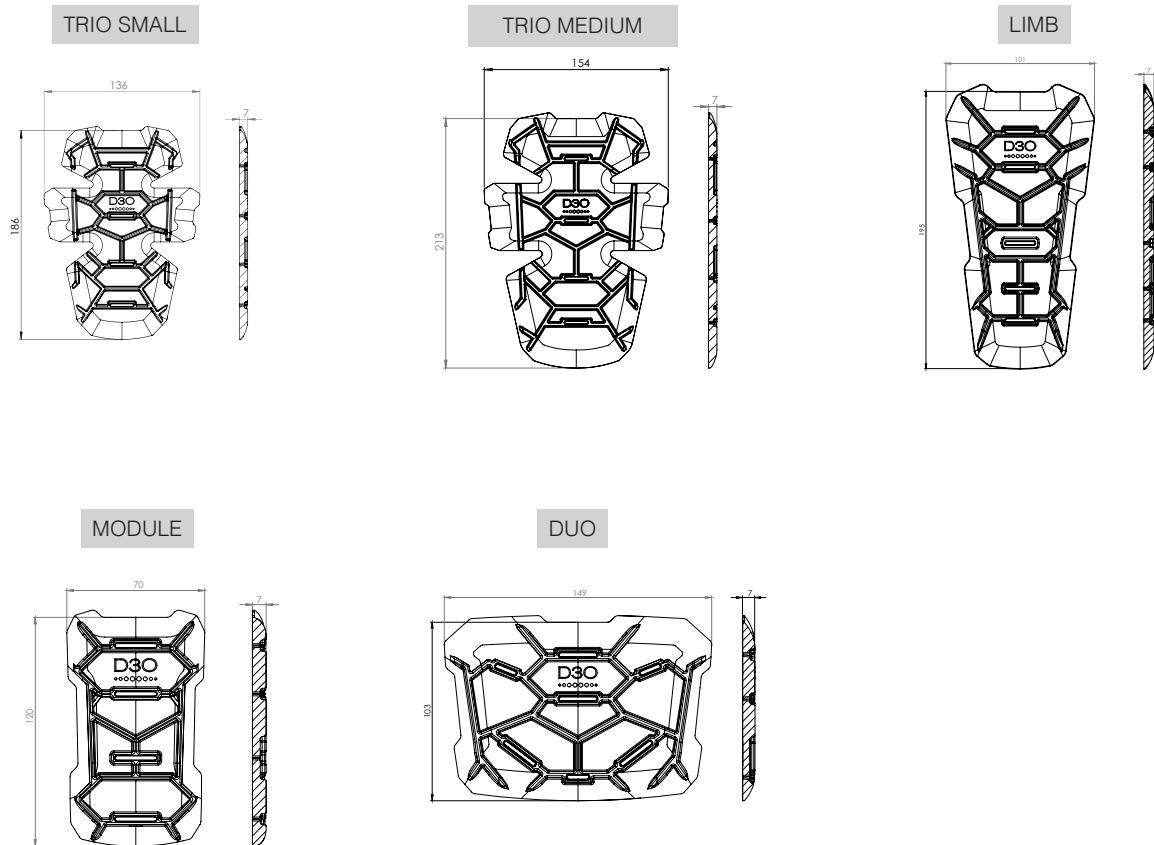 TRIO SMALL
TRIO MEDIUM
LIMB
136
7
186
D3O
154
7
213
D3O
101
7
195
D3O
MODULE
DUO
70
7
120
D3O
149
7
103
D3O